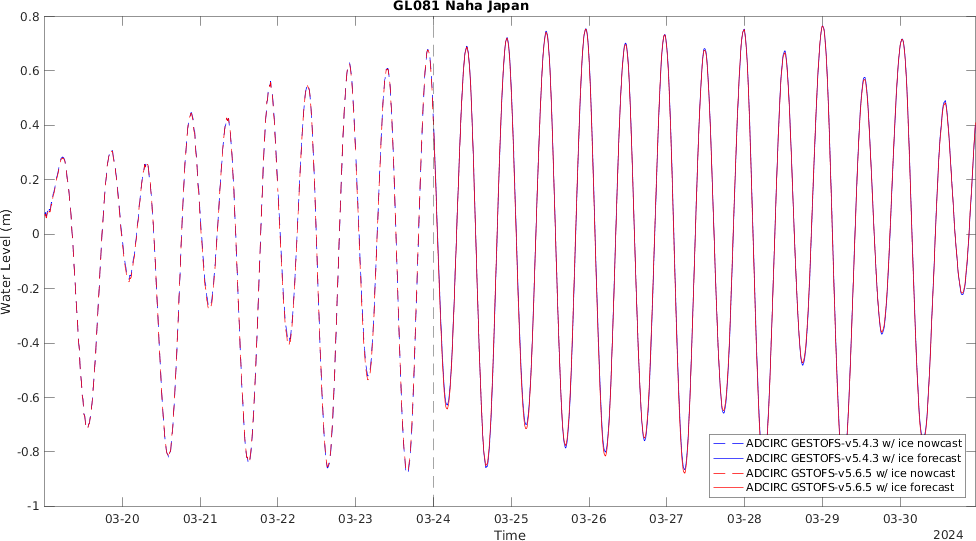 GL081 Naha Japan
0.8
0.6
0.4
0.2
0
-0.2
-0.4
-0.6
-0.8
-1
Water Level (m)
ADCIRC GESTOFS-v5.4.3 w/ ice nowcast
ADCIRC GESTOFS-v5.4.3 w/ ice forecast
ADCIRC GSTOFS-v5.6.5 w/ ice nowcast
ADCIRC GSTOFS-v5.6.5 w/ ice forecast
03-20 03-21 03-22 03-23 03-24 03-25 03-26 03-27 03-28 03-29 03-30
Time
2024